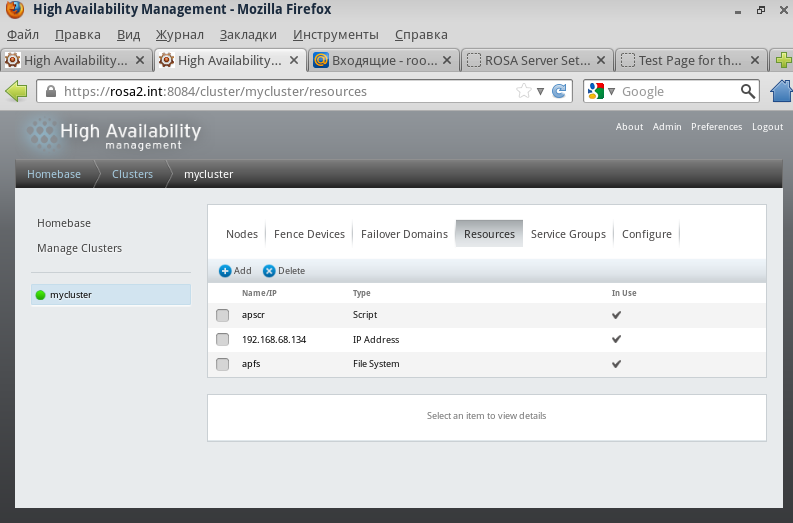 High Availability Management - Mozilla Firefox
Файл Правка Вид Журнал Закладки Инструменты Справка
High Availability... High Availability... Входящие - roo... ROSA Server Set... Test Page for th...
https://rosa2.int:8084/cluster/mycluster/resources Google
High Availability
management
About Admin Preferences Logout
Homebase Clusters mycluster
Homebase
Manage Clusters
mycluster
Nodes Fence Devices Failover Domains Resources Service Groups Configure
Add Delete
Name/IP Type In Use
apscr Script
192.168.68.134 IP Address
apfs File System
Select an item to view details